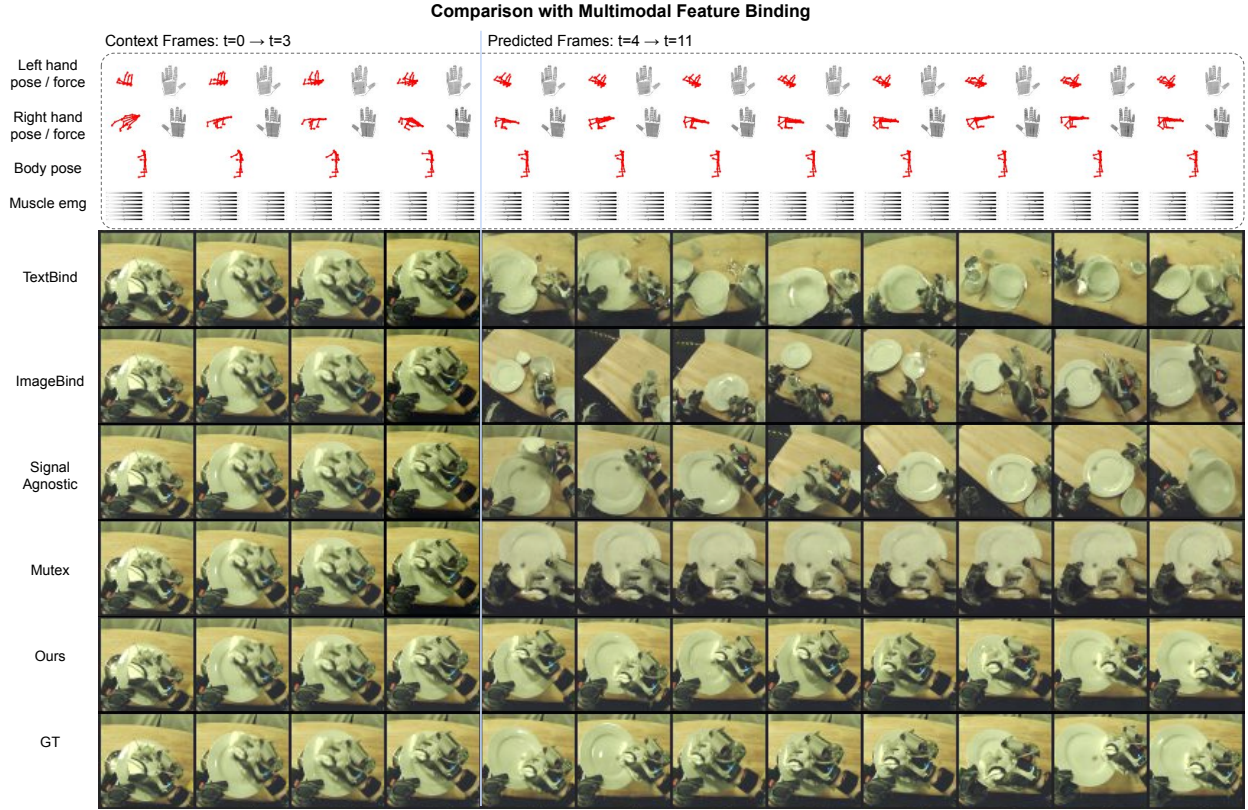 Comparison with Multimodal Feature Binding
Context Frames: t=0 → t=3
Predicted Frames: t=4 → t=11
Left hand
pose / force
Right hand
pose / force
Body pose
Muscle emg
TextBind
ImageBind
Signal
Agnostic
Mutex
Ours
GT